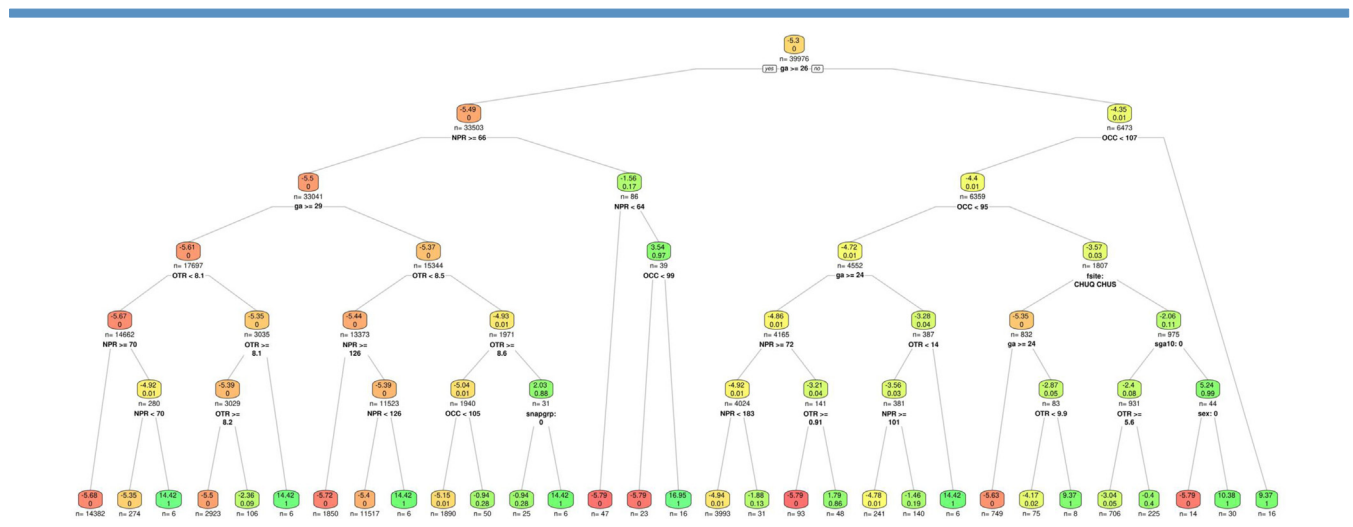 -5.3
0
n= 39976
yes ga >= 26 no
-5.49
0
n= 33503
NPR >= 66
-4.35
0.01
n= 6473
OCC < 107
-5.5
0
n= 33041
ga >= 29
-1.56
0.17
n= 86
NPR < 64
-4.4
0.01
n= 6359
OCC < 95
-5.61
0
n= 17697
OTR < 8.1
-5.37
0
n= 15344
OTR < 8.5
3.54
0.97
n= 39
OCC < 99
-4.72
0.01
n= 4552
ga >= 24
-3.57
0.03
n= 1807
fsite:
CHUQ CHUS
-5.67
0
n= 14662
NPR >= 70
-5.35
0
n= 3035
OTR >=
8.1
-5.44
0
n= 13373
NPR >=
126
-4.93
0.01
n= 1971
OTR >=
8.6
-4.86
0.01
n= 4165
NPR >= 72
-3.28
0.04
n= 387
OTR < 14
-5.35
0
n= 832
ga >= 24
-2.06
0.11
n= 975
sga10: 0
-4.92
0.01
n= 280
NPR < 70
-5.39
0
n= 3029
OTR >=
8.2
-5.39
0
n= 11523
NPR < 126
-5.04
0.01
n= 1940
OCC < 105
2.03
0.88
n= 31
snapgrp:
0
-4.92
0.01
n= 4024
NPR < 183
-3.21
0.04
n= 141
OTR >=
0.91
-3.56
0.03
n= 381
NPR >=
101
-2.87
0.05
n= 83
OTR < 9.9
-2.4
0.08
n= 931
OTR >=
5.6
5.24
0.99
n= 44
sex: 0
-5.68
0
n= 14382
-5.35
0
n= 274
14.42
1
n= 6
-5.5
0
n= 2923
-2.36
0.09
n= 106
14.42
1
n= 6
-5.72
0
n= 1850
-5.4
0
n= 11517
14.42
1
n= 6
-5.15
0.01
n= 1890
-0.94
0.28
n= 50
-0.94
0.28
n= 25
14.42
1
n= 6
-5.79
0
n= 47
-5.79
0
n= 23
16.95
1
n= 16
-4.94
0.01
n= 3993
-1.88
0.13
n= 31
-5.79
0
n= 93
1.79
0.86
n= 48
-4.78
0.01
n= 241
-1.46
0.19
n= 140
14.42
1
n= 6
-5.63
0
n= 749
-4.17
0.02
n= 75
9.37
1
n= 8
-3.04
0.05
n= 706
-0.4
0.4
n= 225
-5.79
0
n= 14
10.38
1
n= 30
9.37
1
n= 16